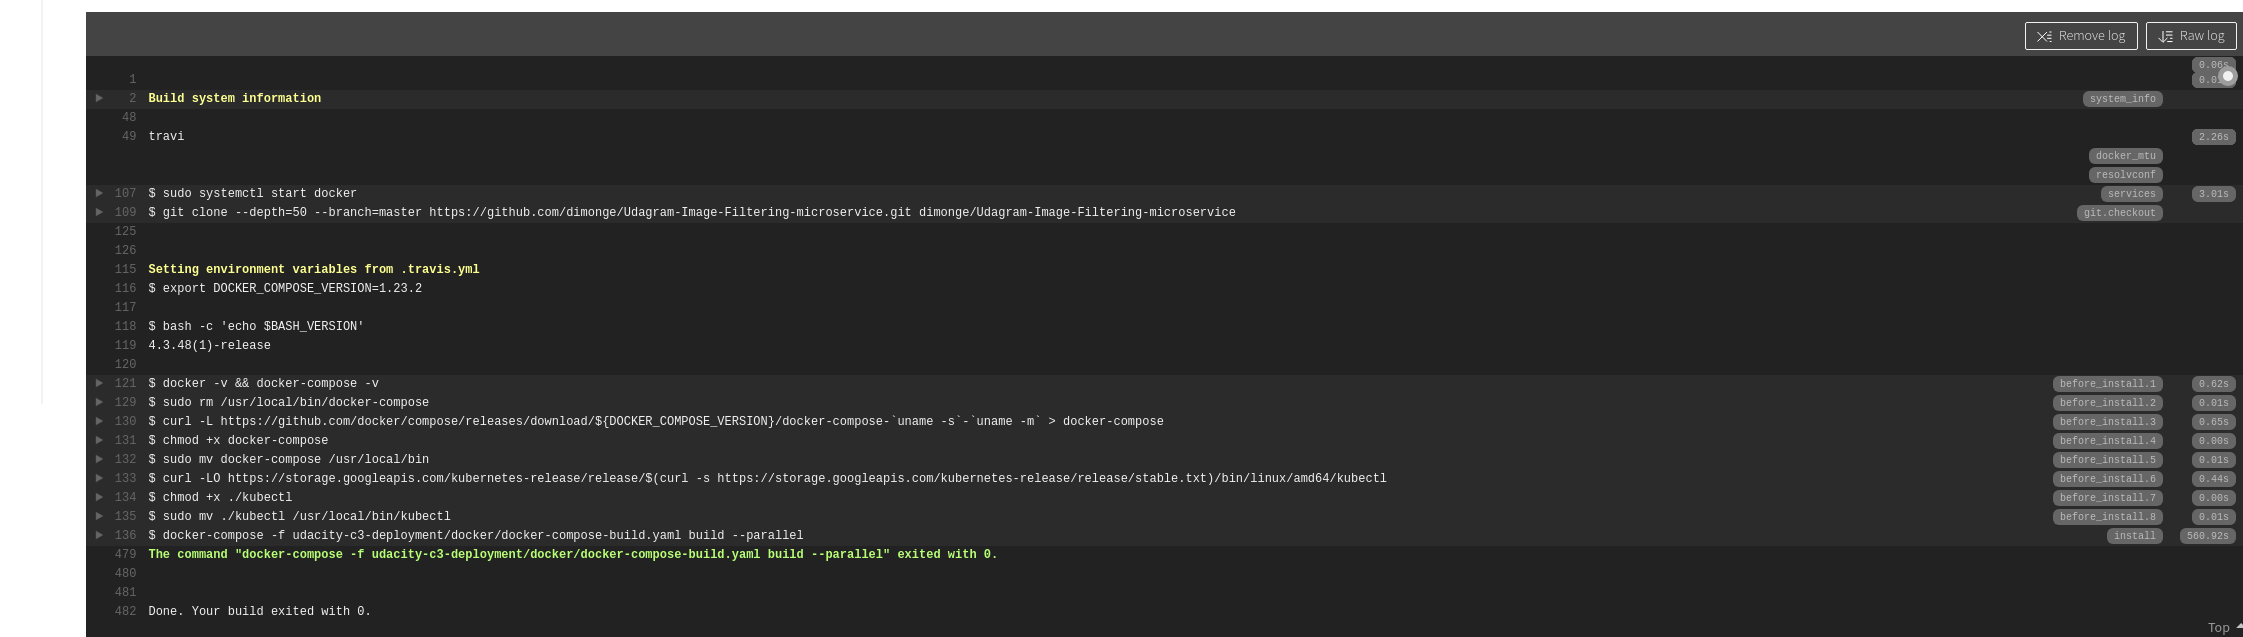 Remove log Raw log
0.06s
1
2 Build system information system_info
48
49 travi 2.26s
docker_mtu
resolvconf
107 $ sudo systemctl start docker services 3.01s
109 $ git clone --depth=50 --branch=master https://github.com/dimonge/Udagram-Image-Filtering-microservice.git dimonge/Udagram-Image-Filtering-microservice git.checkout
125
126
115 Setting environment variables from .travis.yml
116 $ export DOCKER_COMPOSE_VERSION=1.23.2
117
118 $ bash -c 'echo $BASH_VERSION'
119 4.3.48(1)-release
120
121 $ docker -v && docker-compose -v before_install.1 0.62s
129 $ sudo rm /usr/local/bin/docker-compose before_install.2 0.01s
130 $ curl -L https://github.com/docker/compose/releases/download/${DOCKER_COMPOSE_VERSION}/docker-compose-`uname -s`-`uname -m` > docker-compose before_install.3 0.65s
131 $ chmod +x docker-compose before_install.4 0.00s
132 $ sudo mv docker-compose /usr/local/bin before_install.5 0.01s
133 $ curl -LO https://storage.googleapis.com/kubernetes-release/release/$(curl -s https://storage.googleapis.com/kubernetes-release/release/stable.txt)/bin/linux/amd64/kubectl before_install.6 0.44s
134 $ chmod +x ./kubectl before_install.7 0.00s
135 $ sudo mv ./kubectl /usr/local/bin/kubectl before_install.8 0.01s
136 $ docker-compose -f udacity-c3-deployment/docker/docker-compose-build.yaml build --parallel install 560.92s
479 The command "docker-compose -f udacity-c3-deployment/docker/docker-compose-build.yaml build --parallel" exited with 0.
480
481
482 Done. Your build exited with 0.
Top